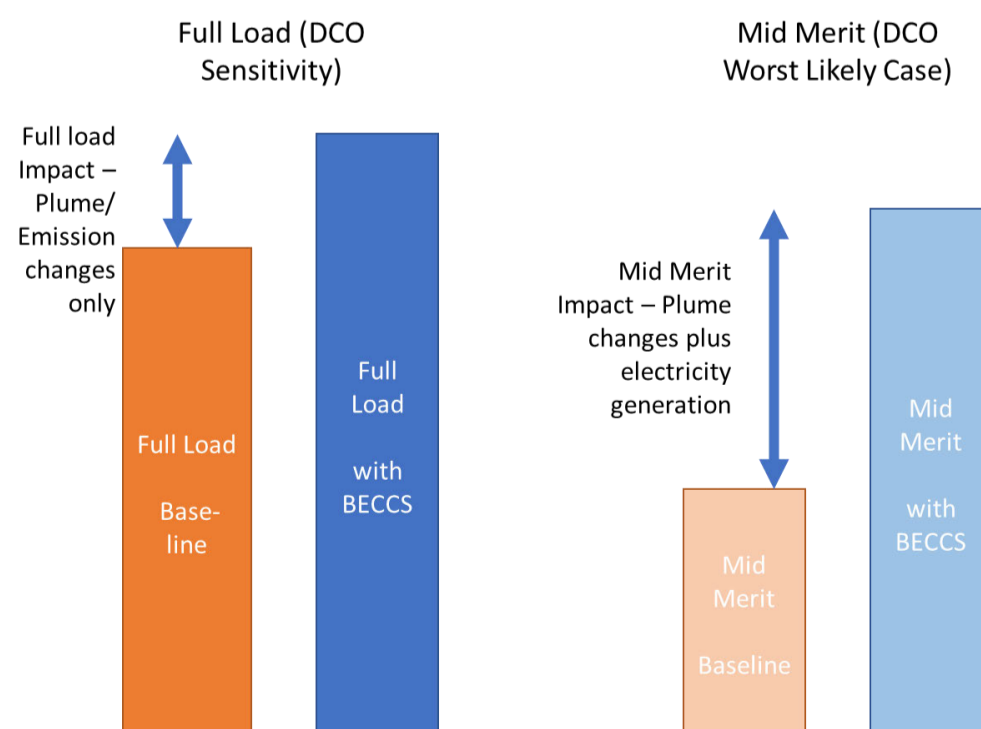 Full Load (DCO
Sensitivity)
Full load
Impact –
Plume/
Emission
changes
only
Full Load
Base-
line
Full
Load
with
BECCS
Mid Merit (DCO
Worst Likely Case)
Mid Merit
Impact – Plume
changes plus
electricity
generation
Mid
Merit
Baseline
Mid
Merit
with
BECCS